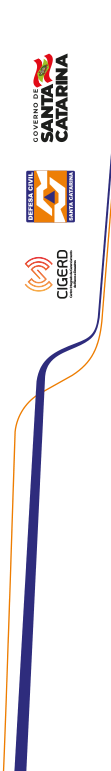 GOVERNO DE
SANTA
CATARINA
DEFESA CIVIL
SANTA CATARINA
CIGERD